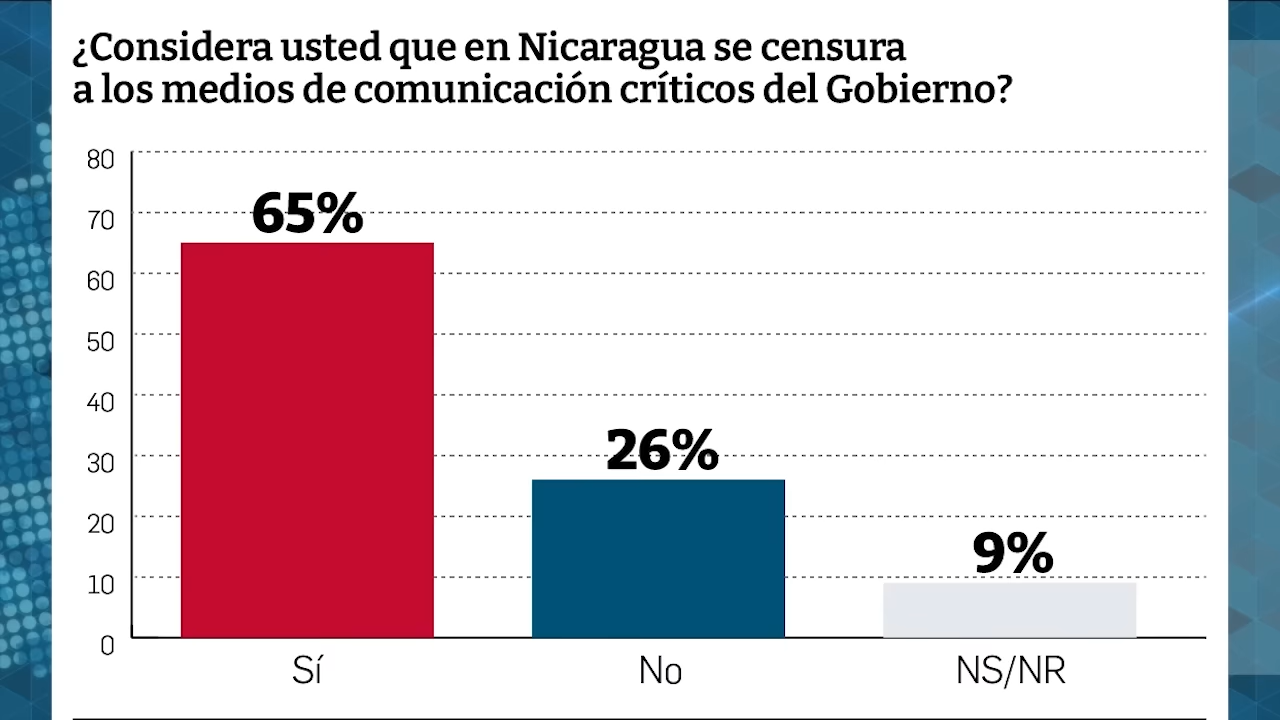 ¿Considera usted que en Nicaragua se censura
a los medios de comunicación críticos del Gobierno?
80
70
60
50
40
30
20
10
0
65%
26%
9%
Sí
No
NS/NR